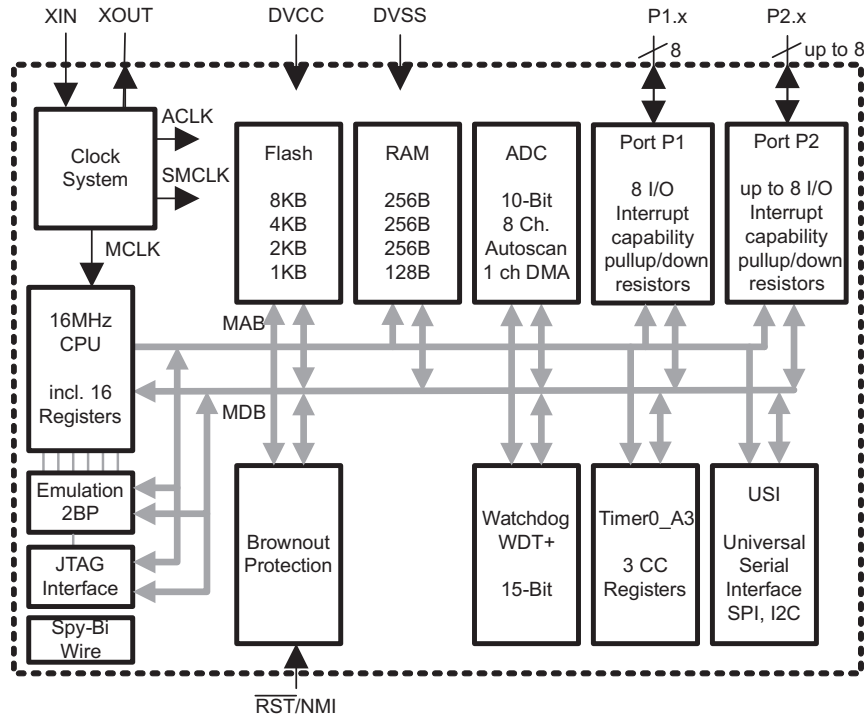 XIN
XOUT
DVCC
DVSS
P1.x
P2.x
8
up to 8
ACLK
SMCLK
MCLK
Clock
System
Flash
8KB
4KB
2KB
1KB
RAM
256B
256B
256B
128B
ADC
10-Bit
8 Ch.
Autoscan
1 ch DMA
Port P1
8 I/O
Interrupt
capability
pullup/down
resistors
Port P2
up to 8 I/O
Interrupt
capability
pullup/down
resistors
16MHz
CPU
incl. 16
Registers
MAB
MDB
Emulation
2BP
JTAG
Interface
Spy-Bi
Wire
Brownout
Protection
Watchdog
WDT+
15-Bit
Timer0_A3
3 CC
Registers
USI
Universal
Serial
Interface
SPI, I2C
RST/NMI